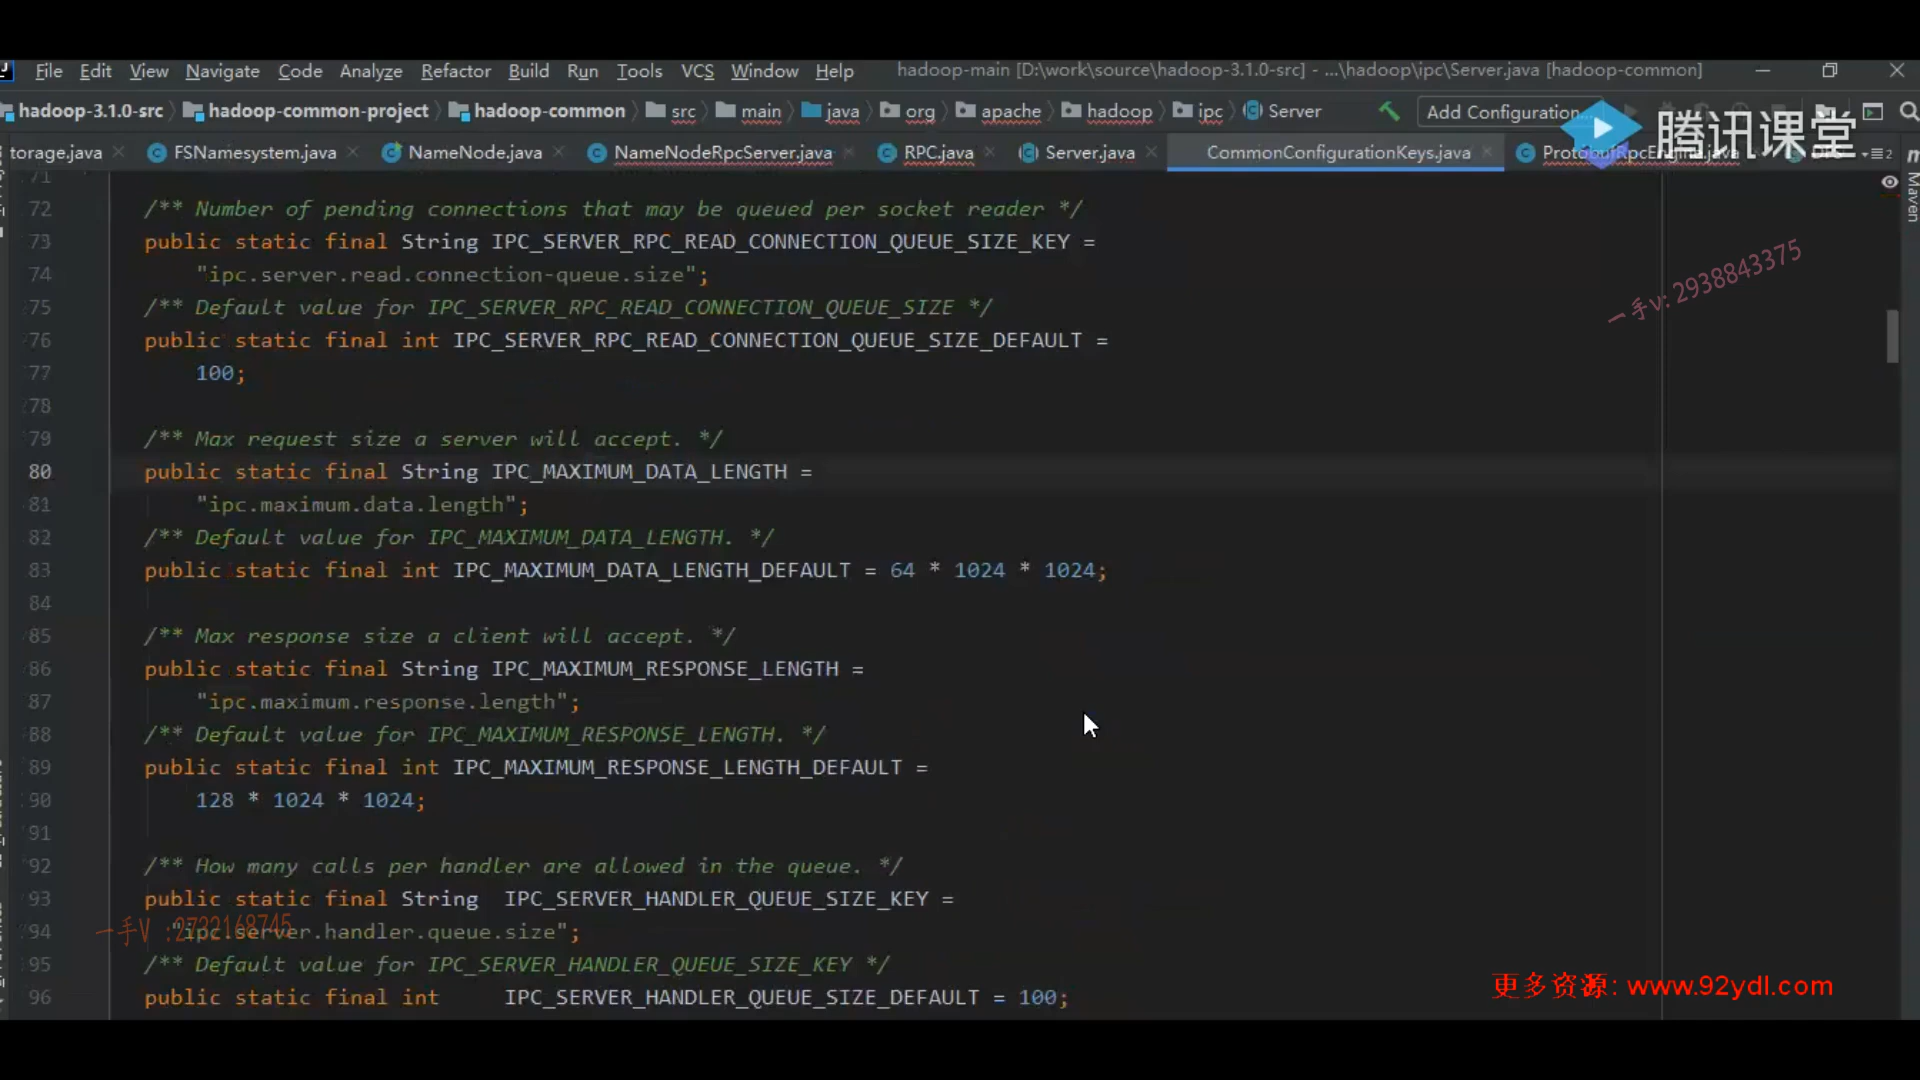 File Edit View Navigate Code Analyze Refactor Build Run Tools VCS Window Help hadoop-main [D:\work\source\hadoop-3.1.0-src] - ...\hadoop\ipc\Server.java [hadoop-common]
hadoop-3.1.0-src hadoop-common-project hadoop-common src main java org apache hadoop ipc Server Add Configuration...
腾讯课堂
torage.java FSNamesystem.java NameNode.java NameNodeRpcServer.java RPC.java Server.java CommonConfigurationKeys.java ProtobufRpcEngine.java
Maven
71
72 /** Number of pending connections that may be queued per socket reader */
73 public static final String IPC_SERVER_RPC_READ_CONNECTION_QUEUE_SIZE_KEY =
74 "ipc.server.read.connection-queue.size";
一手v: 2938843375
75 /** Default value for IPC_SERVER_RPC_READ_CONNECTION_QUEUE_SIZE */
76 public static final int IPC_SERVER_RPC_READ_CONNECTION_QUEUE_SIZE_DEFAULT =
77 100;
78
79 /** Max request size a server will accept. */
80 public static final String IPC_MAXIMUM_DATA_LENGTH =
81 "ipc.maximum.data.length";
82 /** Default value for IPC_MAXIMUM_DATA_LENGTH. */
83 public static final int IPC_MAXIMUM_DATA_LENGTH_DEFAULT = 64 * 1024 * 1024;
84
85 /** Max response size a client will accept. */
86 public static final String IPC_MAXIMUM_RESPONSE_LENGTH =
87 "ipc.maximum.response.length";
88 /** Default value for IPC_MAXIMUM_RESPONSE_LENGTH. */
89 public static final int IPC_MAXIMUM_RESPONSE_LENGTH_DEFAULT =
90 128 * 1024 * 1024;
91
92 /** How many calls per handler are allowed in the queue. */
93 public static final String IPC_SERVER_HANDLER_QUEUE_SIZE_KEY =
一手V :2732168745
94 "ipc.server.handler.queue.size";
95 /** Default value for IPC_SERVER_HANDLER_QUEUE_SIZE_KEY */
96 public static final int IPC_SERVER_HANDLER_QUEUE_SIZE_DEFAULT = 100;
更多资源: www.92ydl.com